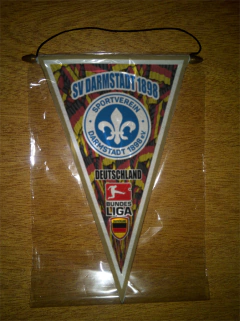 SV DARMSTADT 1898
SPORTVEREIN
DARMSTADT 1898 e.V.
DEUTSCHLAND
BUNDES
LIGA